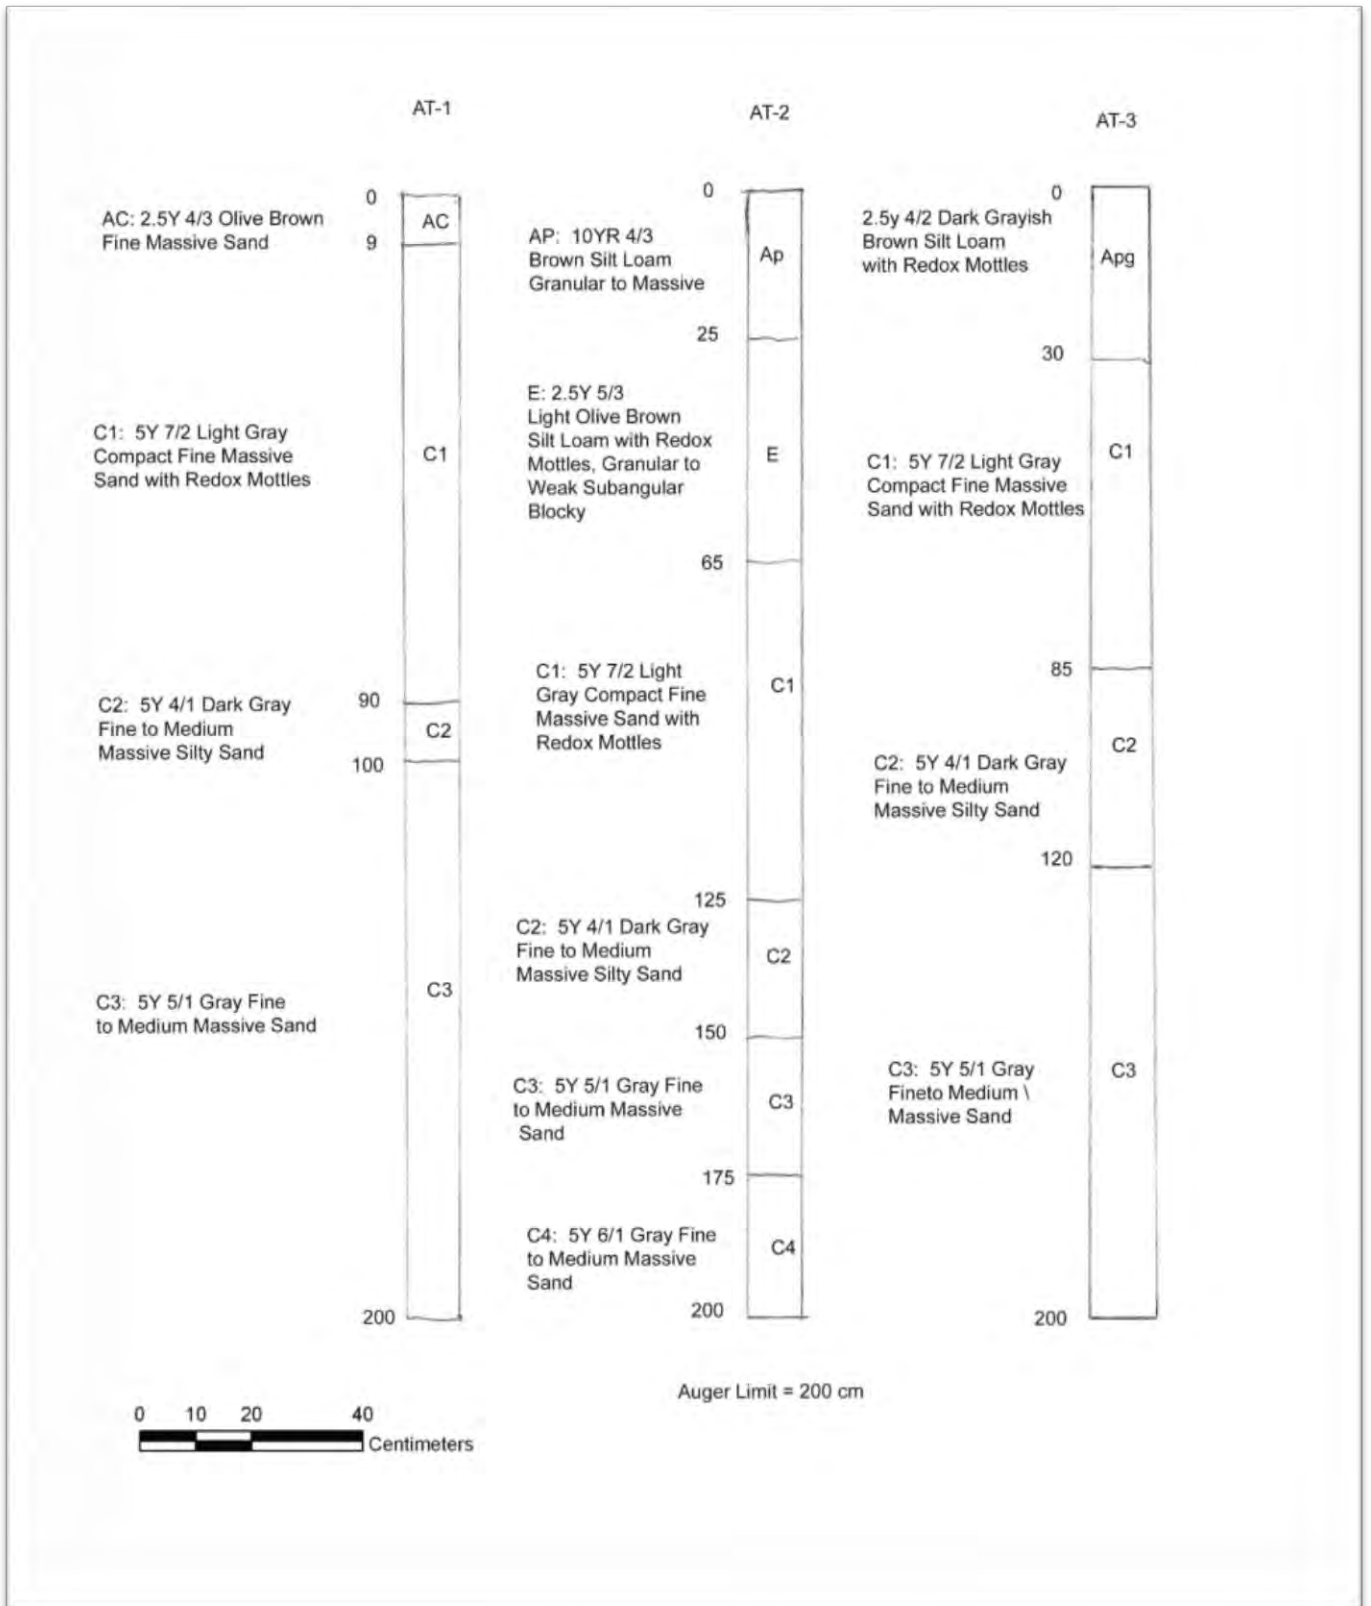 AT-1
0
AC: 2.5Y 4/3 Olive Brown
Fine Massive Sand
AC
9
C1:  5Y 7/2 Light Gray
Compact Fine Massive
Sand with Redox Mottles
C1
90
C2:  5Y 4/1 Dark Gray
Fine to Medium
Massive Silty Sand
C2
100
C3:  5Y 5/1 Gray Fine
to Medium Massive Sand
C3
200
AT-2
0
AP:  10YR 4/3
Brown Silt Loam
Granular to Massive
Ap
25
E: 2.5Y 5/3
Light Olive Brown
Silt Loam with Redox
Mottles, Granular to
Weak Subangular
Blocky
E
65
C1:  5Y 7/2 Light
Gray Compact Fine
Massive Sand with
Redox Mottles
C1
125
C2:  5Y 4/1 Dark Gray
Fine to Medium
Massive Silty Sand
C2
150
C3:  5Y 5/1 Gray Fine
to Medium Massive
Sand
C3
175
C4:  5Y 6/1 Gray Fine
to Medium Massive
Sand
C4
200
AT-3
0
2.5y 4/2 Dark Grayish
Brown Silt Loam
with Redox Mottles
Apg
30
C1:  5Y 7/2 Light Gray
Compact Fine Massive
Sand with Redox Mottles
C1
85
C2:  5Y 4/1 Dark Gray
Fine to Medium
Massive Silty Sand
C2
120
C3:  5Y 5/1 Gray
Fineto Medium \
Massive Sand
C3
200
Auger Limit = 200 cm
0 10 20 40
Centimeters